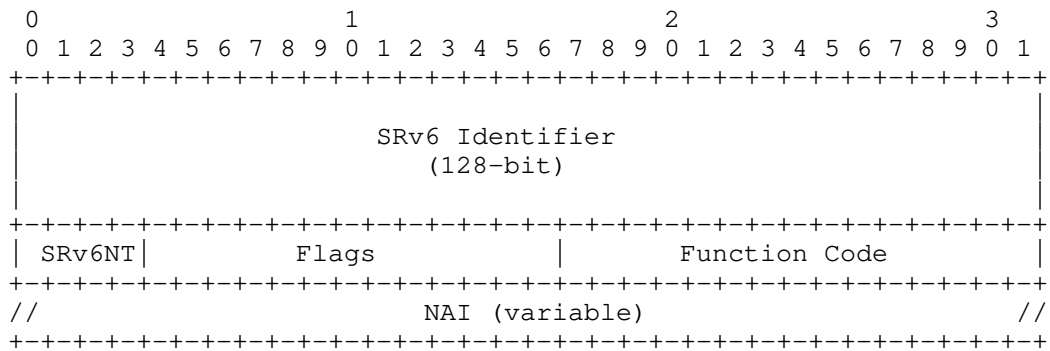 0                   1                   2                   3
 0 1 2 3 4 5 6 7 8 9 0 1 2 3 4 5 6 7 8 9 0 1 2 3 4 5 6 7 8 9 0 1
+-+-+-+-+-+-+-+-+-+-+-+-+-+-+-+-+-+-+-+-+-+-+-+-+-+-+-+-+-+-+-+-+
|                                                               |
|                      SRv6 Identifier                          |
|                         (128-bit)                             |
|                                                               |
+-+-+-+-+-+-+-+-+-+-+-+-+-+-+-+-+-+-+-+-+-+-+-+-+-+-+-+-+-+-+-+-+
| SRv6NT|         Flags           |       Function Code         |
+-+-+-+-+-+-+-+-+-+-+-+-+-+-+-+-+-+-+-+-+-+-+-+-+-+-+-+-+-+-+-+-+
//                        NAI (variable)                       //
+-+-+-+-+-+-+-+-+-+-+-+-+-+-+-+-+-+-+-+-+-+-+-+-+-+-+-+-+-+-+-+-+